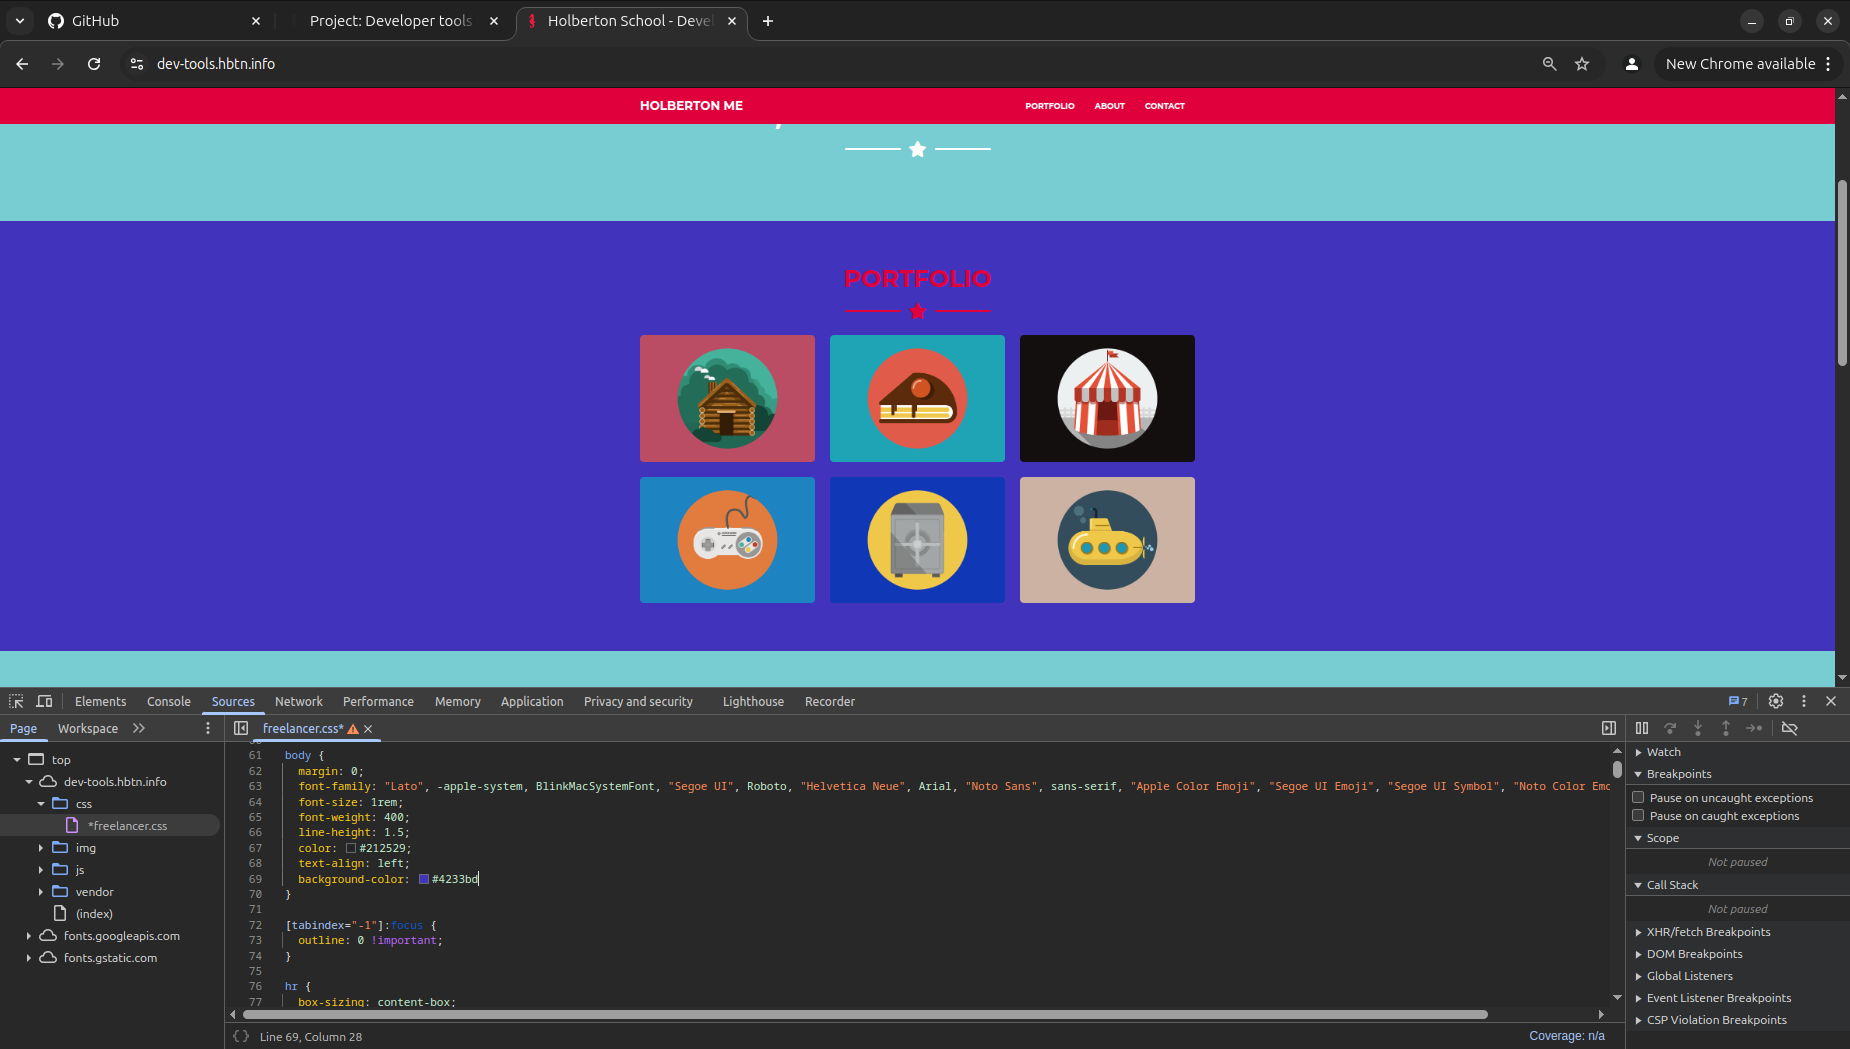 GitHub
Project: Developer tools
Holberton School - Devel
dev-tools.hbtn.info
New Chrome available
HOLBERTON ME
PORTFOLIO ABOUT CONTACT
PORTFOLIO
Elements Console Sources Network Performance Memory Application Privacy and security Lighthouse Recorder
7
Page Workspace
freelancer.css*
top
dev-tools.hbtn.info
css
*freelancer.css
img
js
vendor
(index)
fonts.googleapis.com
fonts.gstatic.com
61 body {
62 margin: 0;
63 font-family: "Lato", -apple-system, BlinkMacSystemFont, "Segoe UI", Roboto, "Helvetica Neue", Arial, "Noto Sans", sans-serif, "Apple Color Emoji", "Segoe UI Emoji", "Segoe UI Symbol", "Noto Color Emo
64 font-size: 1rem;
65 font-weight: 400;
66 line-height: 1.5;
67 color: #212529;
68 text-align: left;
69 background-color: #4233bd
70 }
71
72 [tabindex="-1"]:focus {
73 outline: 0 !important;
74 }
75
76 hr {
77 box-sizing: content-box;
{ } Line 69, Column 28
Coverage: n/a
Watch
Breakpoints
Pause on uncaught exceptions
Pause on caught exceptions
Scope
Not paused
Call Stack
Not paused
XHR/fetch Breakpoints
DOM Breakpoints
Global Listeners
Event Listener Breakpoints
CSP Violation Breakpoints